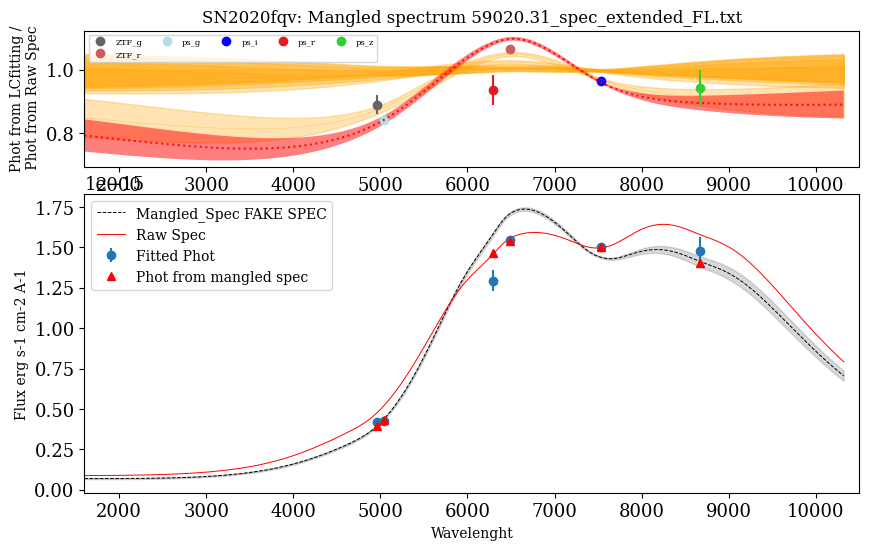 SN2020fqv: Mangled spectrum 59020.31_spec_extended_FL.txt
Phot from LCfitting /
Phot from Raw Spec
ZTF_g
ps_g
ps_i
ps_r
ps_z
ZTF_r
1.0
0.8
2000 3000 4000 5000 6000 7000 8000 9000 10000
Mangled_Spec FAKE SPEC
Raw Spec
Fitted Phot
Phot from mangled spec
Flux erg s-1 cm-2 A-1
1.75
1.50
1.25
1.00
0.75
0.50
0.25
0.00
2000 3000 4000 5000 6000 7000 8000 9000 10000
Wavelenght